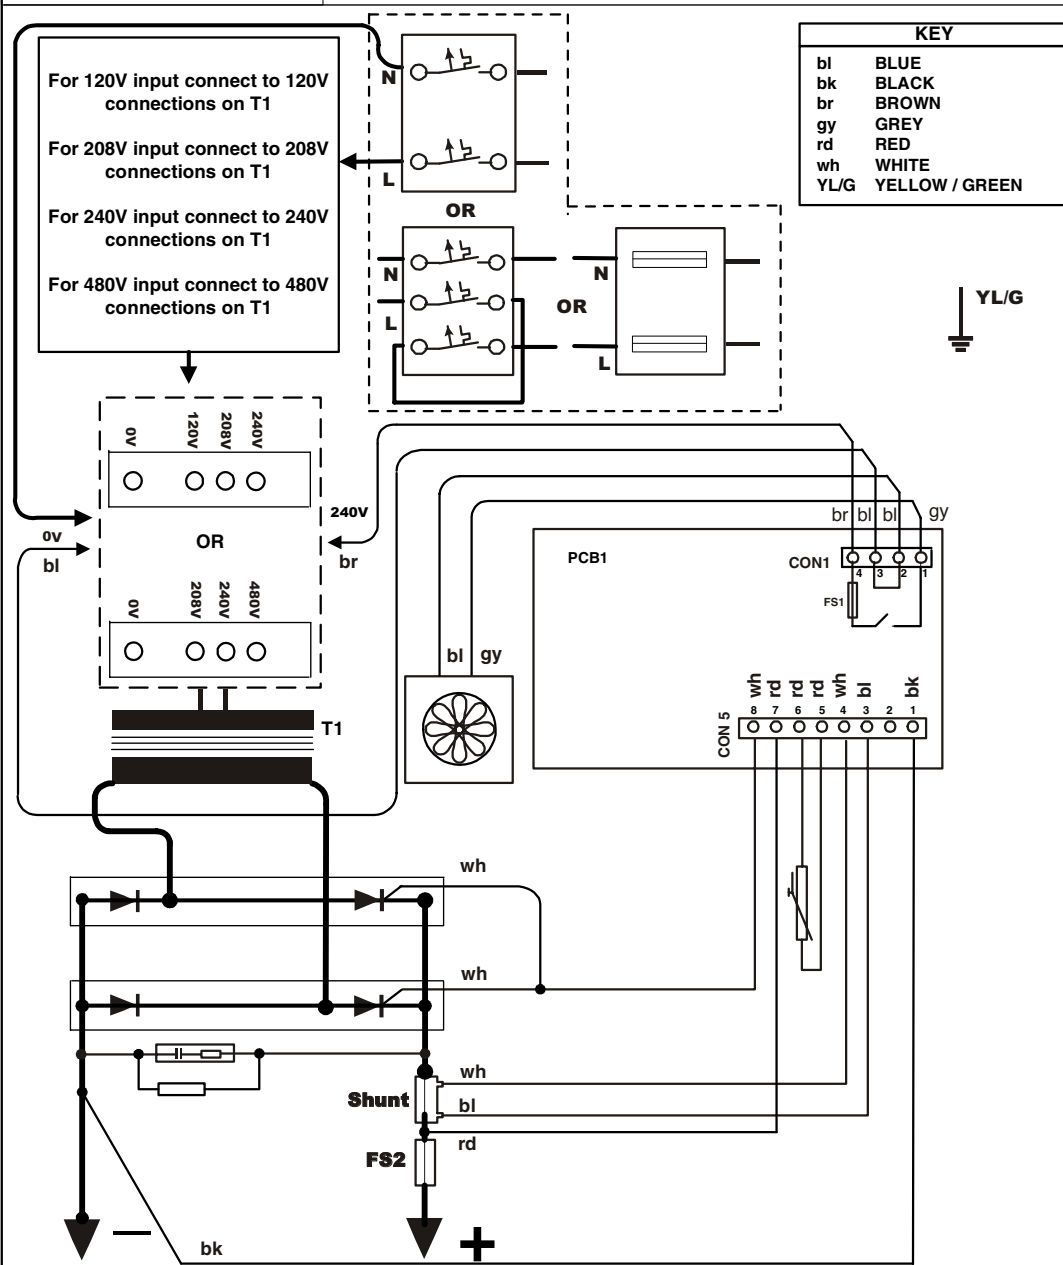 KEY
bl BLUE
bk BLACK
br BROWN
gy GREY
rd RED
wh WHITE
YL/G YELLOW / GREEN
For 120V input connect to 120V
connections on T1
For 208V input connect to 208V
connections on T1
For 240V input connect to 240V
connections on T1
For 480V input connect to 480V
connections on T1
N
L
OR
N
L
OR
N
L
YL/G
0V 120V 208V 240V
OR
0V 208V 240V 480V
0v
bl
240V
br
T1
br bl bl gy
PCB1
CON1
4 3 2 1
FS1
bl gy
wh rd rd rd wh bl bk
8 7 6 5 4 3 2 1
CON 5
wh
wh
wh
Shunt
bl
rd
FS2
−
+
bk